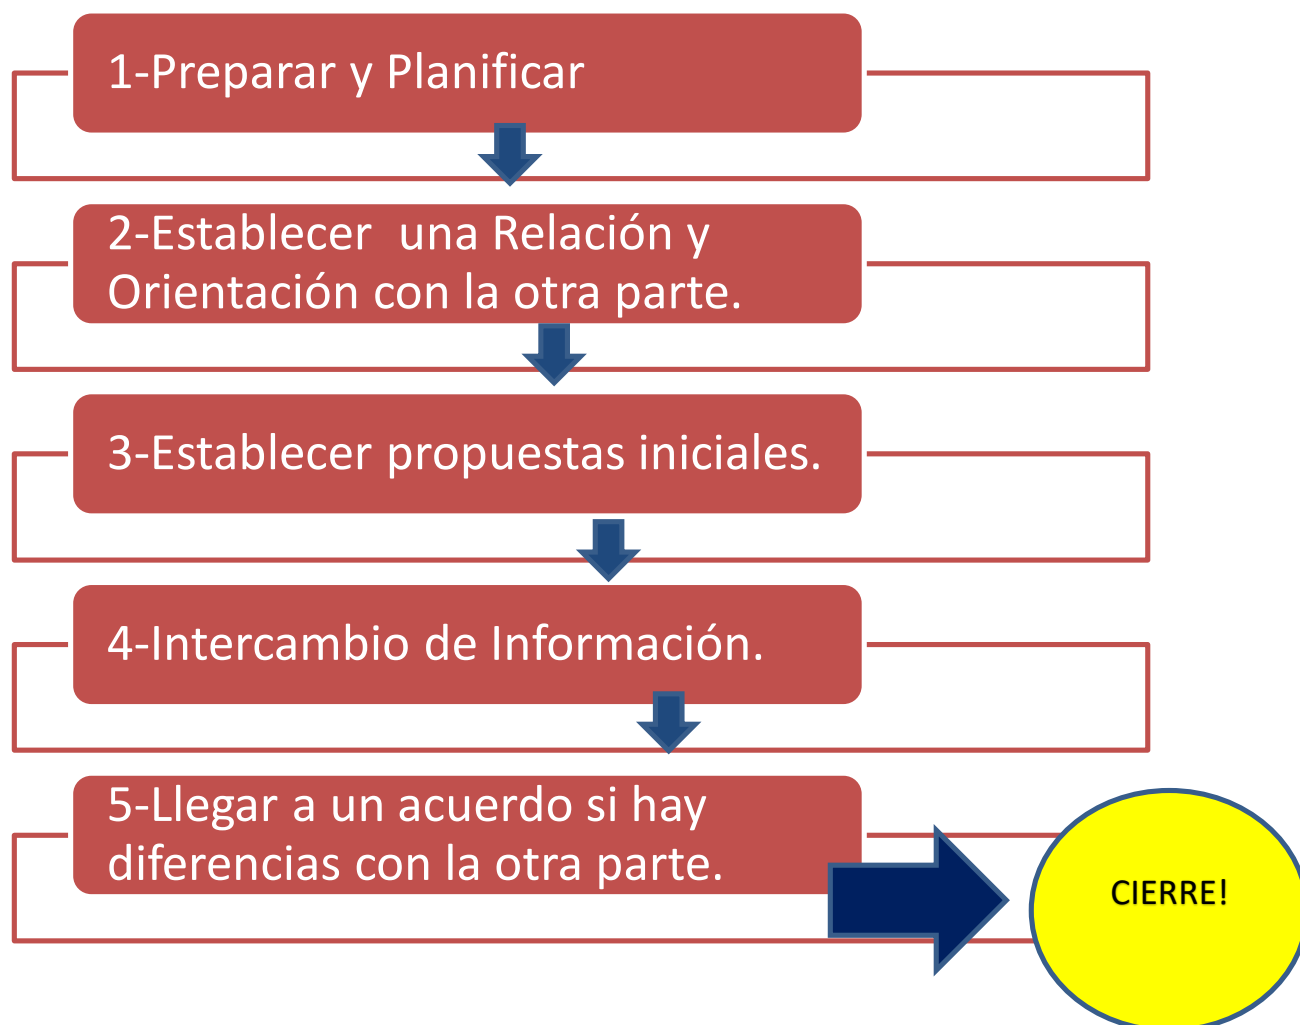 1-Preparar y Planificar
2-Establecer  una Relación y
Orientación con la otra parte.
3-Establecer propuestas iniciales.
4-Intercambio de Información.
5-Llegar a un acuerdo si hay
diferencias con la otra parte.
CIERRE!